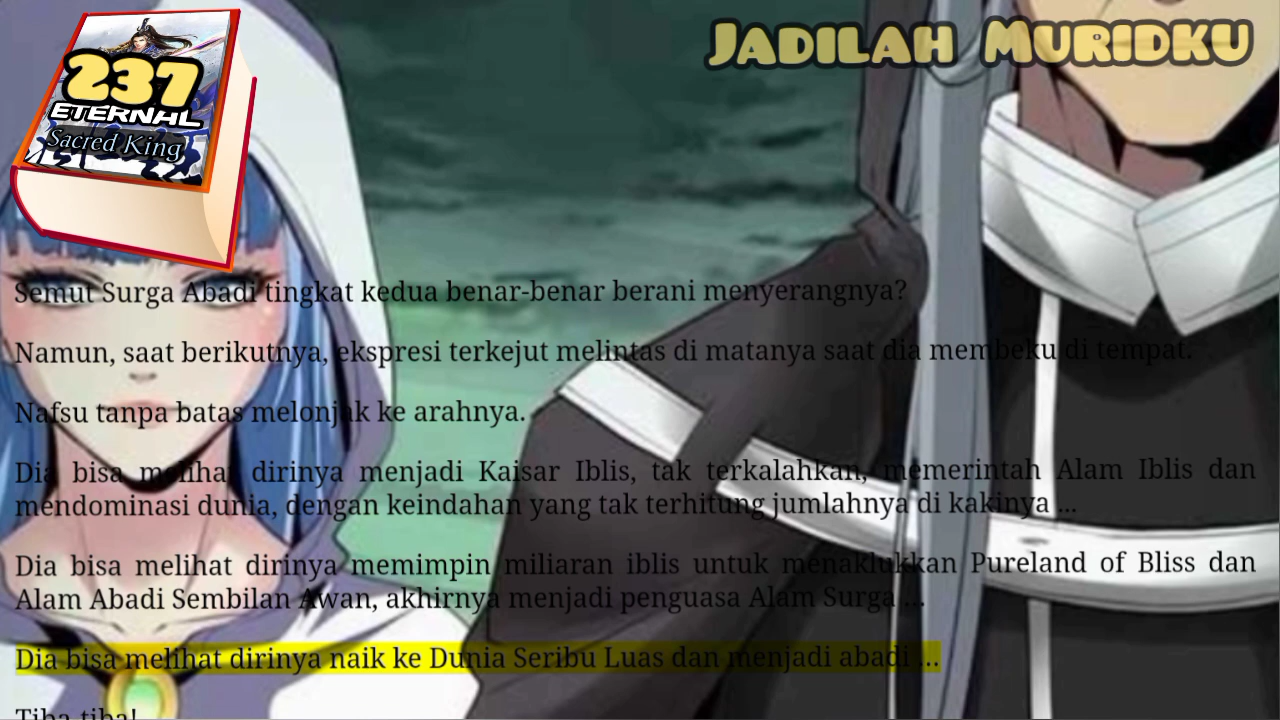 Jadilah Muridku
237
ETERNAL
Sacred King
Semut Surga Abadi tingkat kedua benar-benar berani menyerangnya?
Namun, saat berikutnya, ekspresi terkejut melintas di matanya saat dia membeku di tempat.
Nafsu tanpa batas melonjak ke arahnya.
Dia bisa melihat dirinya menjadi Kaisar Iblis, tak terkalahkan, memerintah Alam Iblis dan
mendominasi dunia, dengan keindahan yang tak terhitung jumlahnya di kakinya ...
Dia bisa melihat dirinya memimpin miliaran iblis untuk menaklukkan Pureland of Bliss dan
Alam Abadi Sembilan Awan, akhirnya menjadi penguasa Alam Surga ...
Dia bisa melihat dirinya naik ke Dunia Seribu Luas dan menjadi abadi ...
Tiba-tiba!